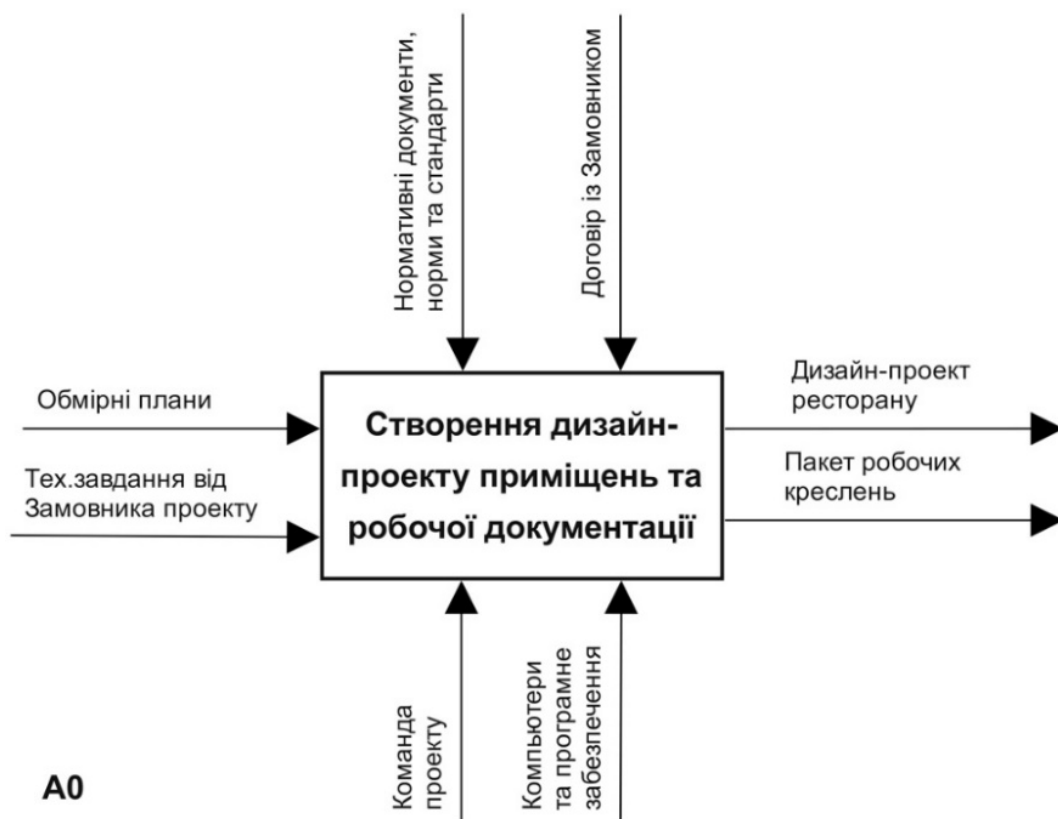 Нормативні документи,
норми та стандарти
Договір із Замовником
Обмірні плани
Тех.завдання від
Замовника проекту
Створення дизайн-
проекту приміщень та
робочої документації
Дизайн-проект
ресторану
Пакет робочих
креслень
Команда
проекту
Компьютери
та програмне
забезпечення
A0